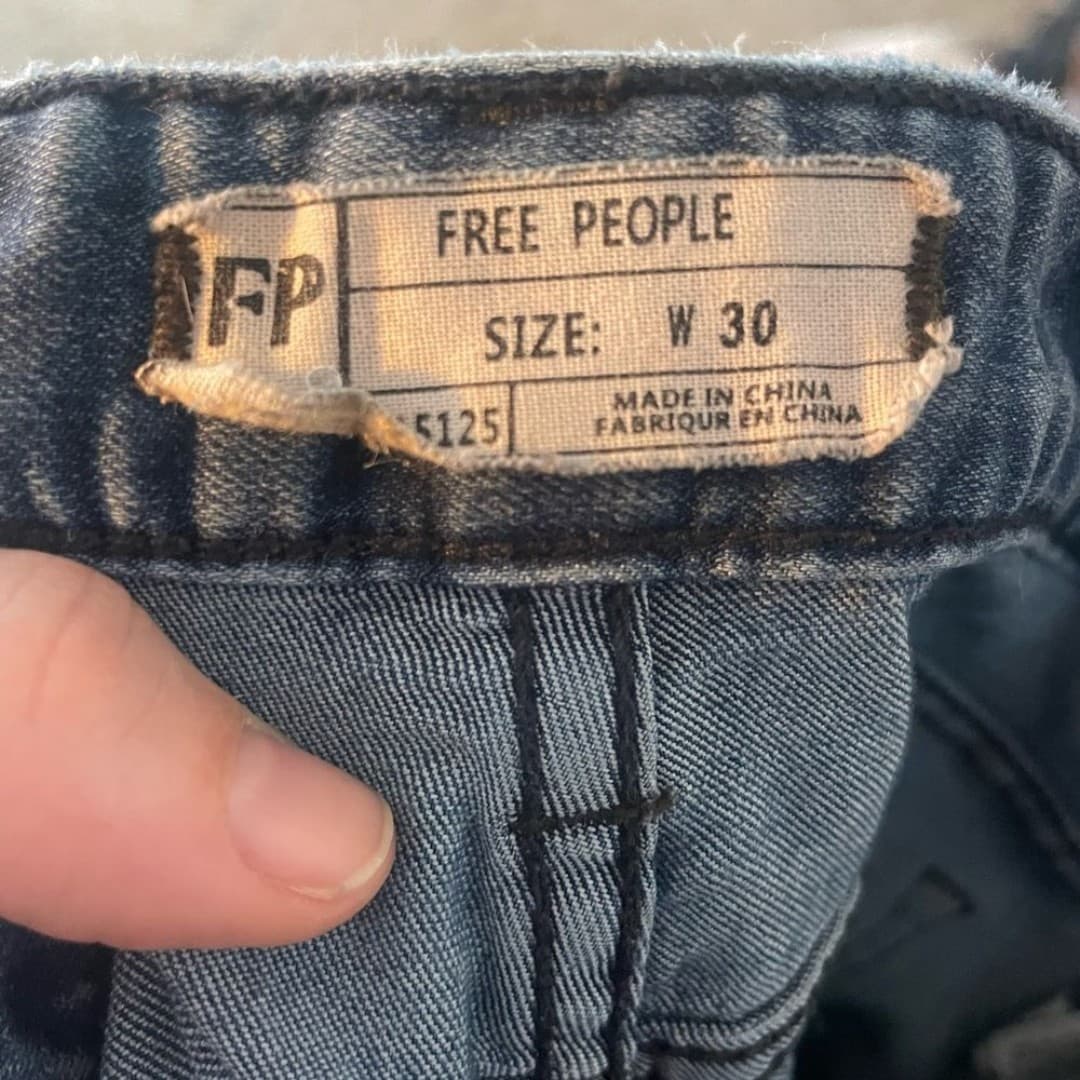 FP
FREE PEOPLE
SIZE: W 30
5125
MADE IN CHINA
FABRIQUR EN CHINA